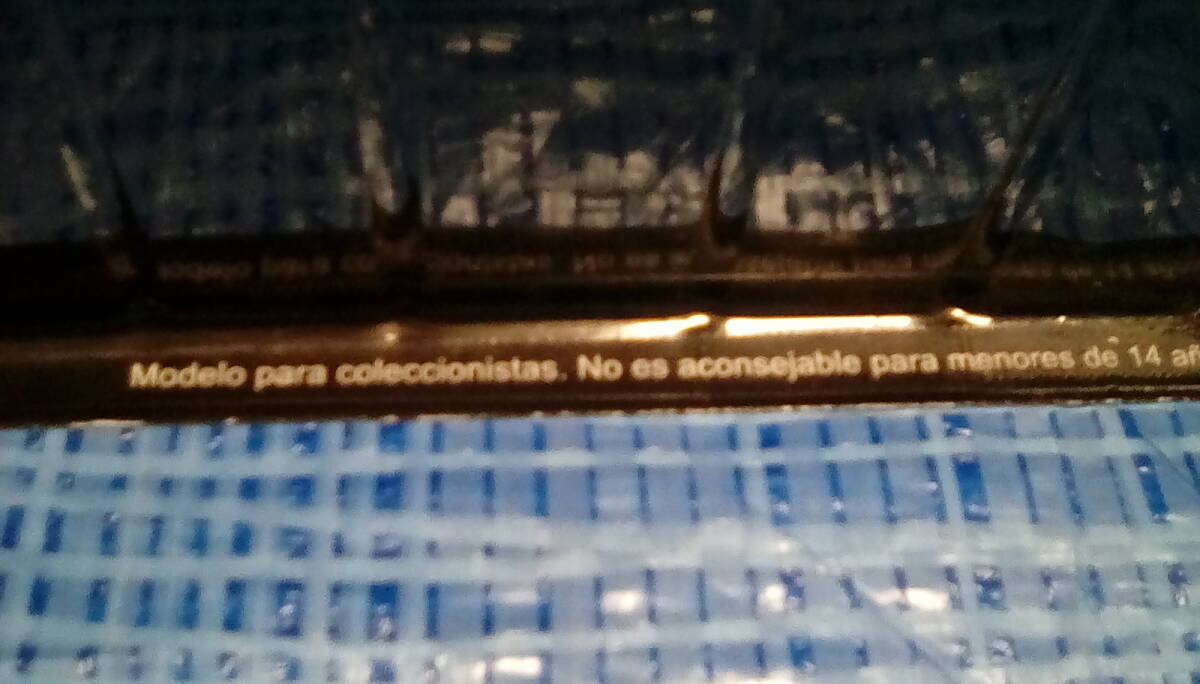 Modelo para coleccionistas. No es aconsejable para menores de 14